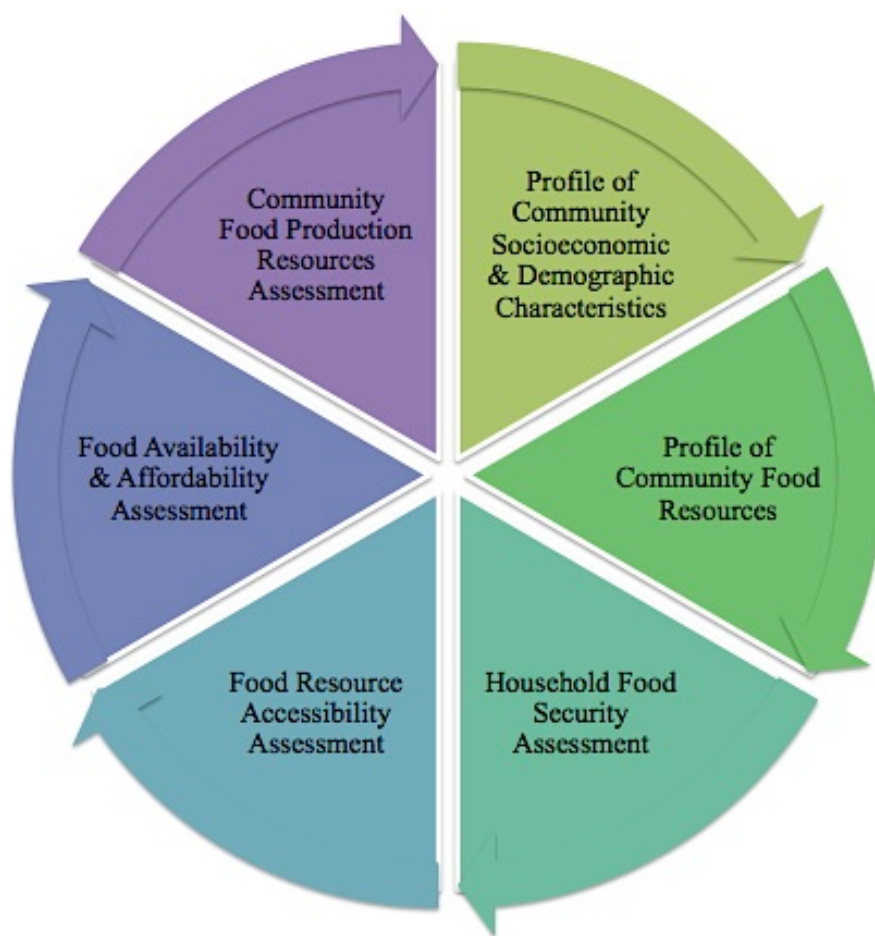 Community
Food Production
Resources
Assessment
Profile of
Community
Socioeconomic
& Demographic
Characteristics
Food Availability
& Affordability
Assessment
Profile of
Community Food
Resources
Food Resource
Accessibility
Assessment
Household Food
Security
Assessment